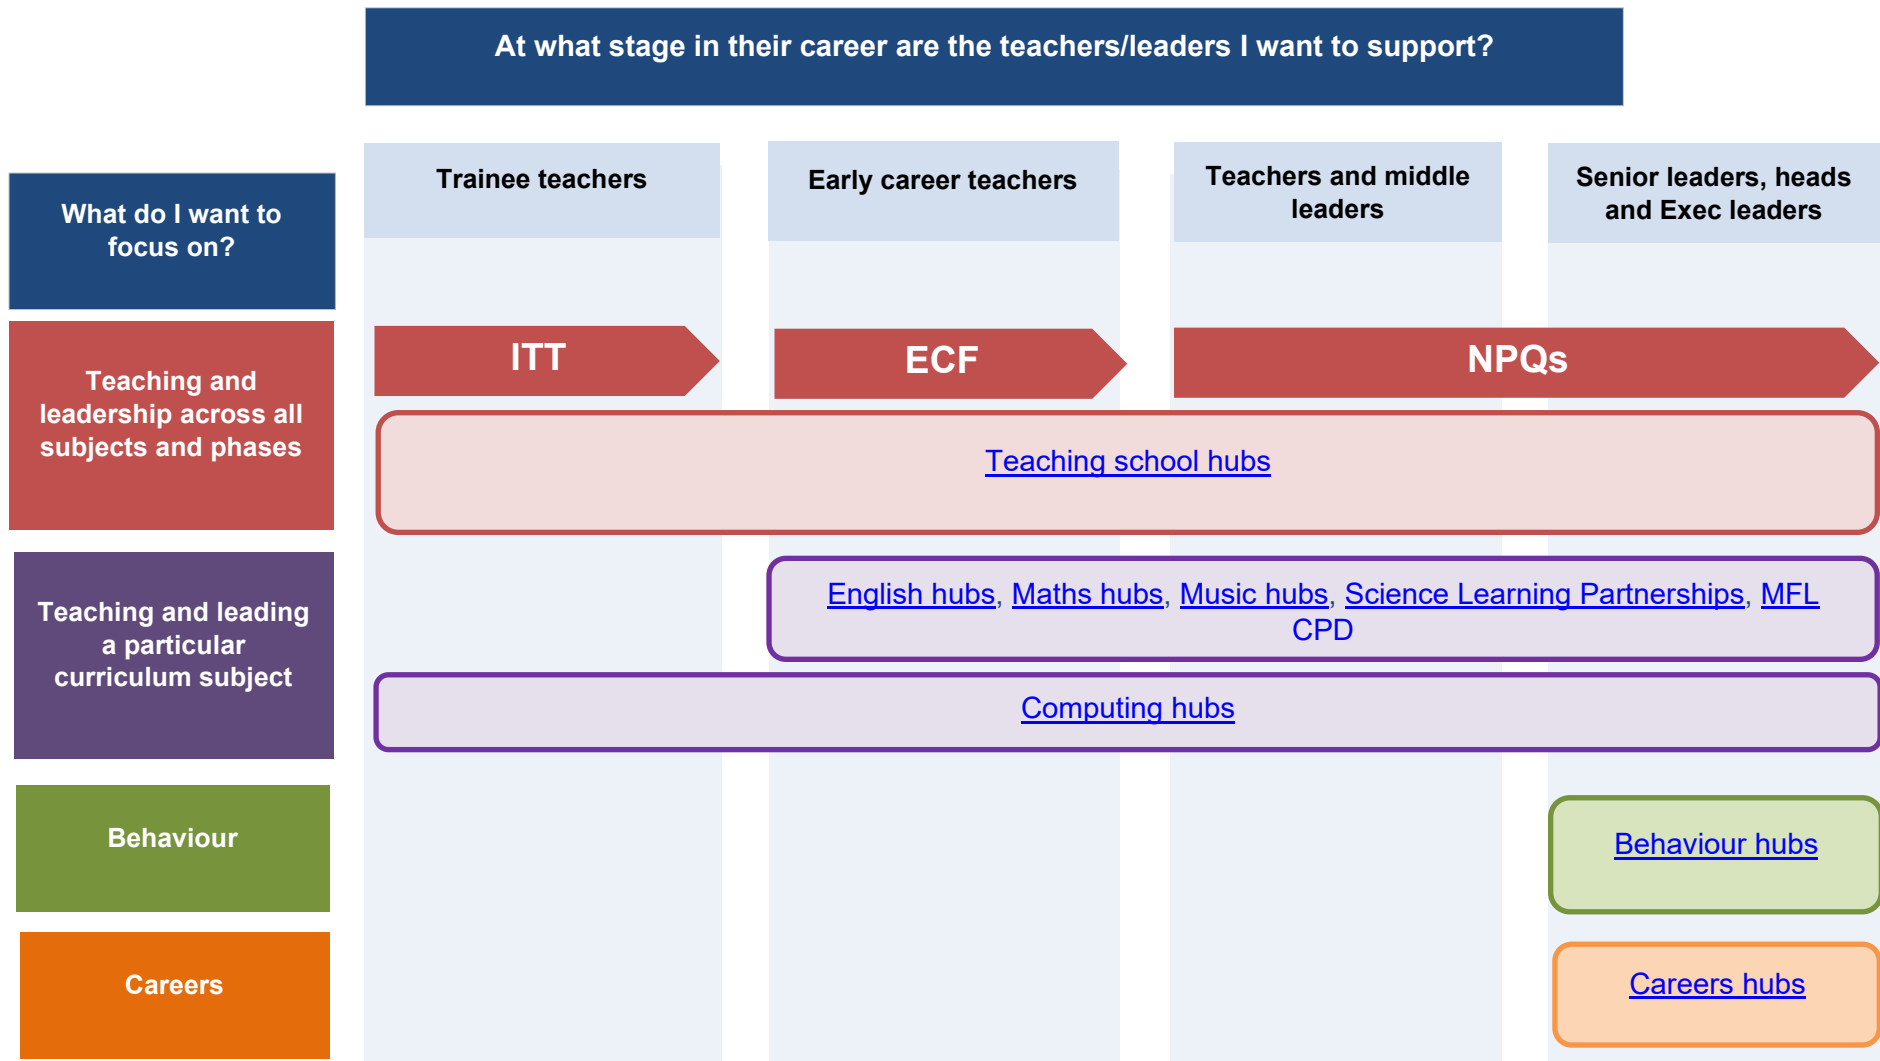 At what stage in their career are the teachers/leaders I want to support?
What do I want to
focus on?
Trainee teachers
Early career teachers
Teachers and middle
leaders
Senior leaders, heads
and Exec leaders
Teaching and
leadership across all
subjects and phases
ITT
ECF
NPQs
Teaching school hubs
Teaching and leading
a particular
curriculum subject
English hubs, Maths hubs, Music hubs, Science Learning Partnerships, MFL
CPD
Computing hubs
Behaviour
Behaviour hubs
Careers
Careers hubs